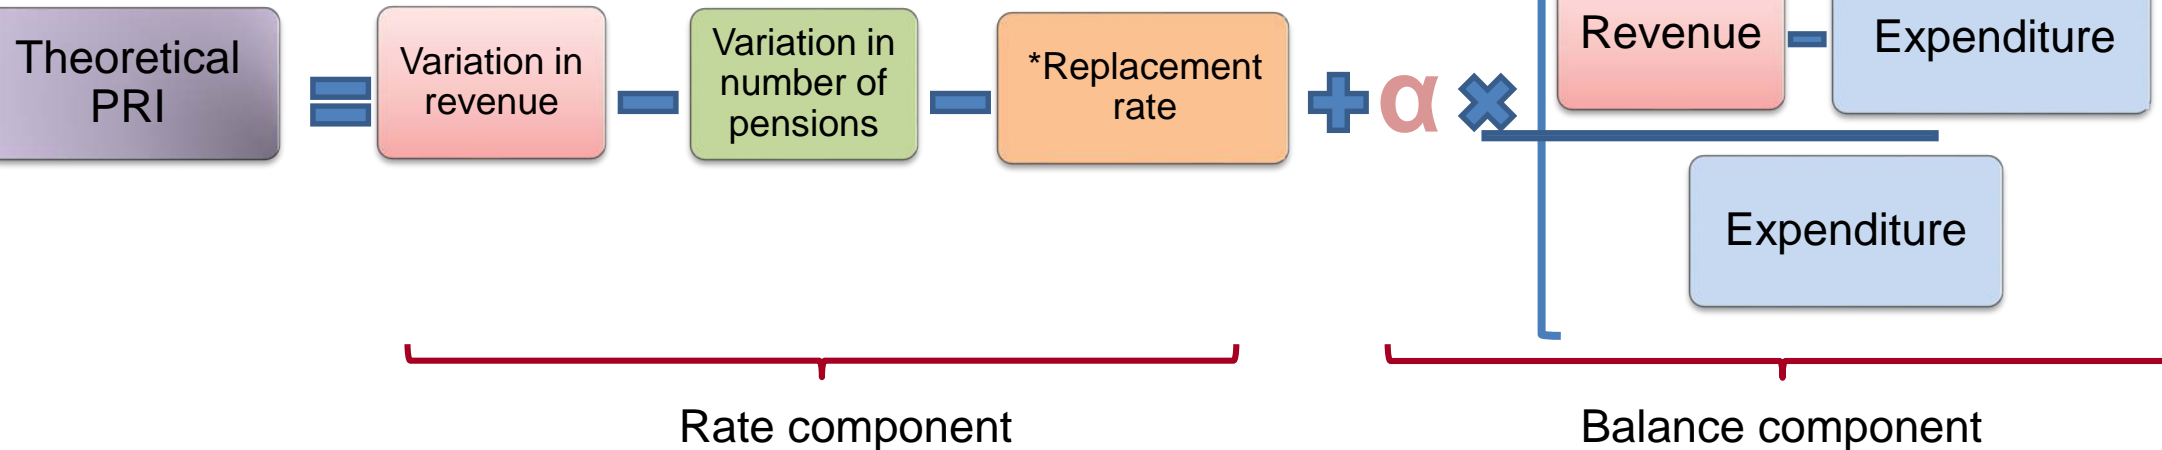 Theoretical
PRI
=
Variation in
revenue
-
Variation in
number of
pensions
-
*Replacement
rate
+ α ×
Revenue - Expenditure
Expenditure
Rate component
Balance component